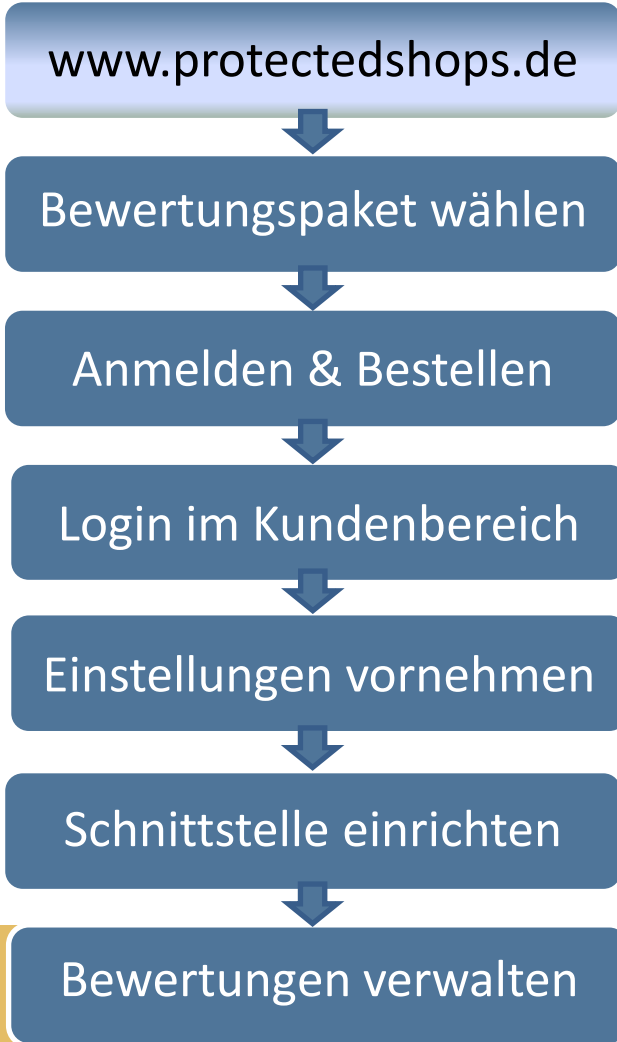 www.protectedshops.de
Bewertungspaket wählen
Anmelden & Bestellen
Login im Kundenbereich
Einstellungen vornehmen
Schnittstelle einrichten
Bewertungen verwalten